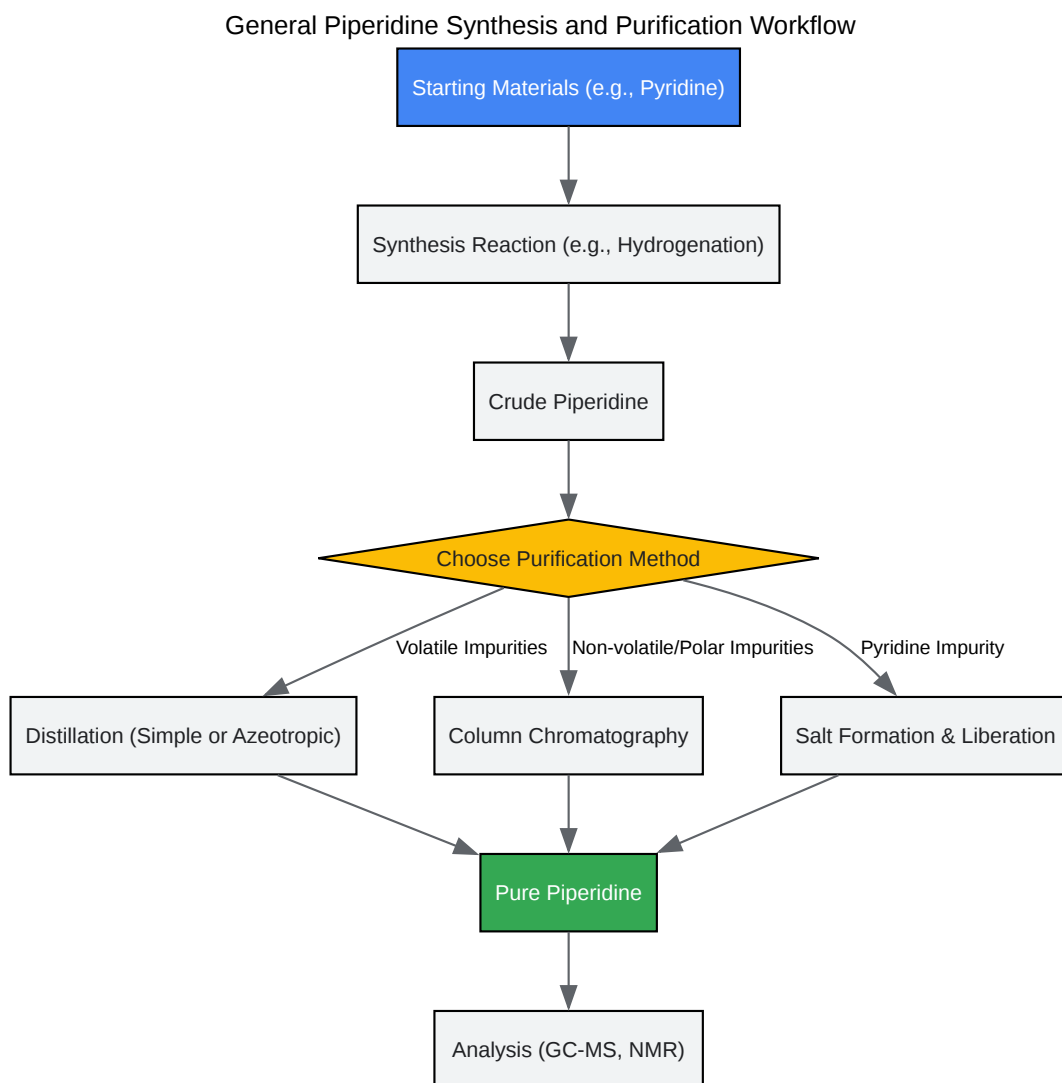 General Piperidine Synthesis and Purification Workflow
Starting Materials (e.g., Pyridine)
Synthesis Reaction (e.g., Hydrogenation)
Crude Piperidine
Choose Purification Method
Volatile Impurities
Non-volatile/Polar Impurities
Pyridine Impurity
Distillation (Simple or Azeotropic)
Column Chromatography
Salt Formation & Liberation
Pure Piperidine
Analysis (GC-MS, NMR)